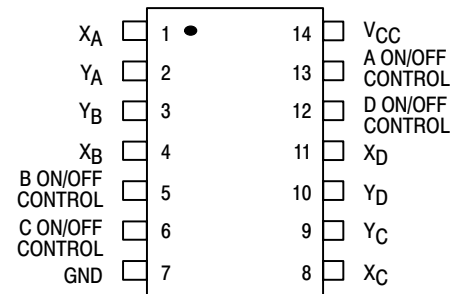 XA 1 14 VCC
YA 2 13 A ON/OFF CONTROL
YB 3 12 D ON/OFF CONTROL
XB 4 11 XD
B ON/OFF CONTROL 5 10 YD
C ON/OFF CONTROL 6 9 YC
GND 7 8 XC